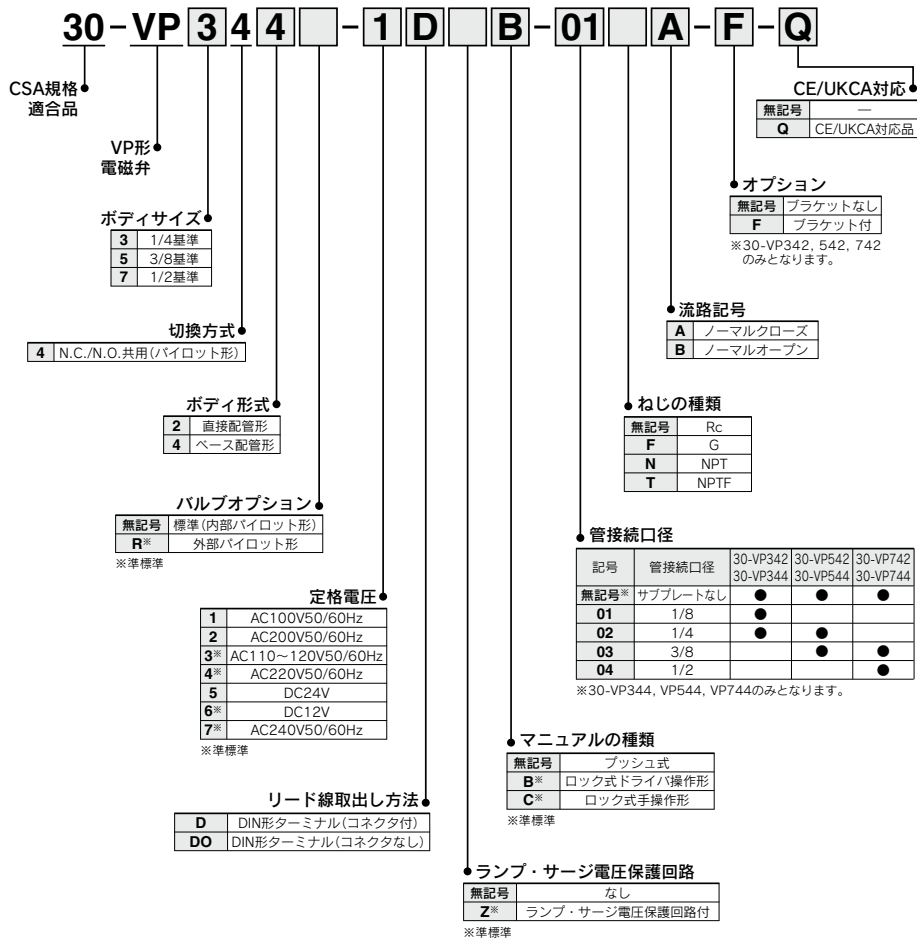 30-VP344-1DB-01A-F-Q
CSA規格
適合品
CE/UKCA対応
無記号 —
Q CE/UKCA対応品
VP形
電磁弁
オプション
無記号 ブラケットなし
F ブラケット付
※30-VP342, 542, 742
のみとなります。
ボディサイズ
3 1/4基準
5 3/8基準
7 1/2基準
流路記号
A ノーマルクローズ
B ノーマルオープン
切換方式
4 N.C./N.O.共用(パイロット形)
ボディ形式
2 直接配管形
4 ベース配管形
ねじの種類
無記号 Rc
F G
N NPT
T NPTF
バルブオプション
無記号 標準(内部パイロット形)
R※ 外部パイロット形
※準標準
管接続口径
記号 管接続口径 30-VP342 30-VP542 30-VP742
30-VP344 30-VP544 30-VP744
無記号※ サブプレートなし ● ● ●
01 1/8 ●
02 1/4 ● ●
03 3/8 ● ●
04 1/2 ●
※30-VP344, VP544, VP744のみとなります。
定格電圧
1 AC100V50/60Hz
2 AC200V50/60Hz
3※ AC110～120V50/60Hz
4※ AC220V50/60Hz
5 DC24V
6※ DC12V
7※ AC240V50/60Hz
※準標準
マニュアルの種類
無記号 プッシュ式
B※ ロック式ドライバ操作形
C※ ロック式手操作形
※準標準
リード線取出し方法
D DIN形ターミナル(コネクタ付)
DO DIN形ターミナル(コネクタなし)
ランプ・サージ電圧保護回路
無記号 なし
Z※ ランプ・サージ電圧保護回路付
※準標準